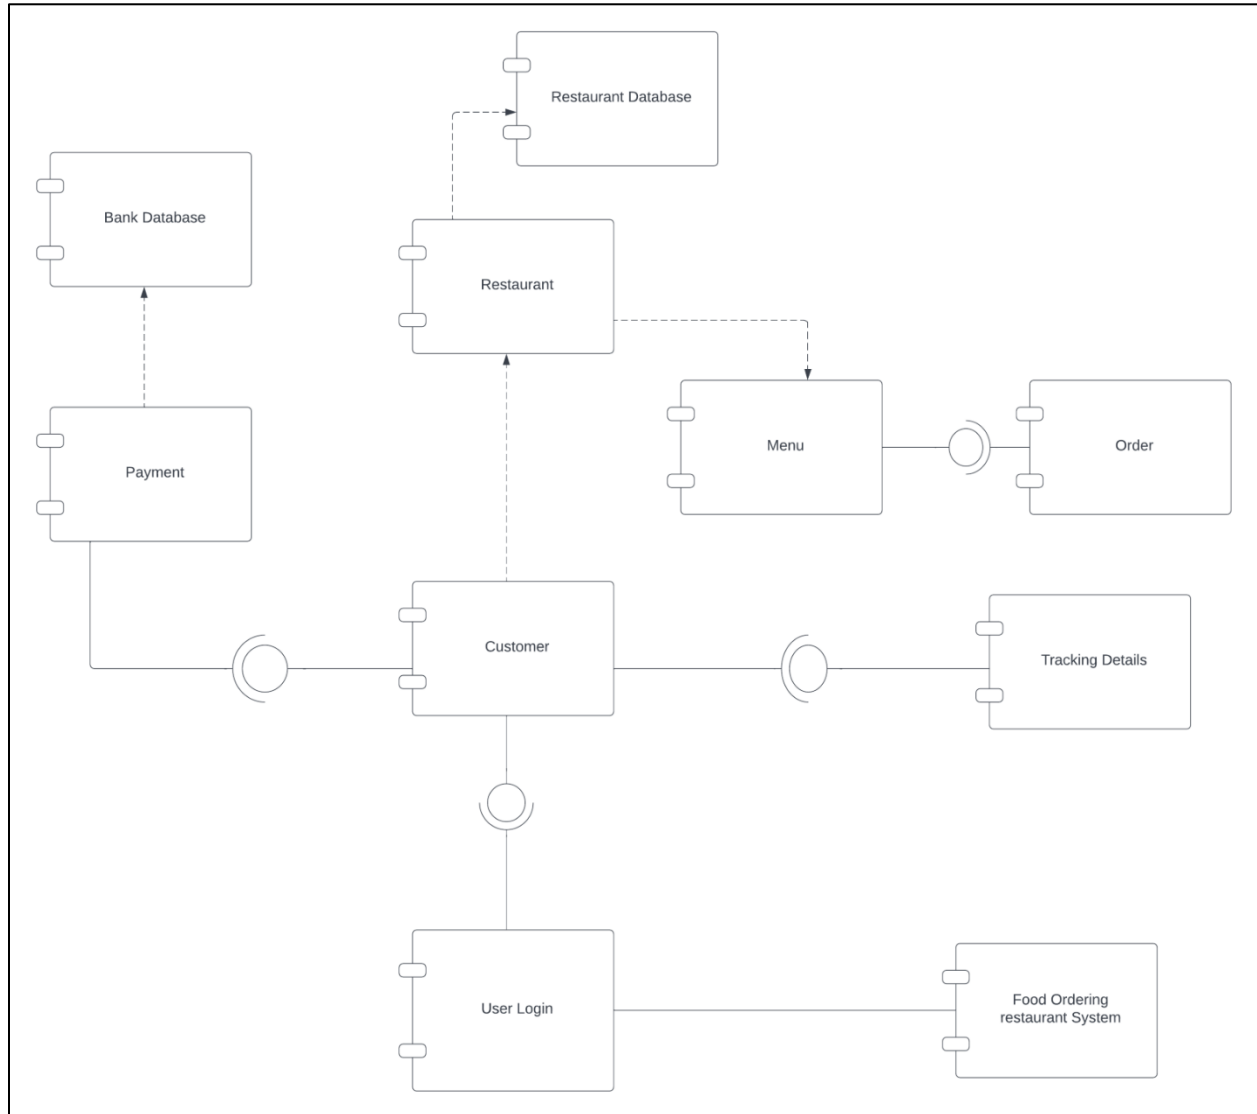 Restaurant Database
Bank Database
Restaurant
Menu
Order
Payment
Customer
Tracking Details
User Login
Food Ordering
restaurant System